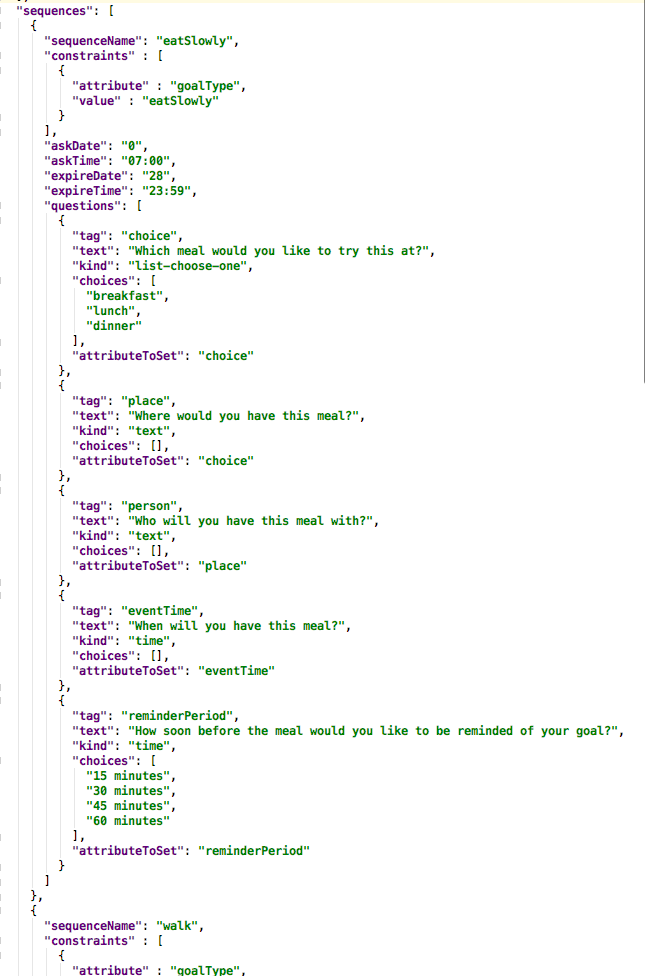 "sequences": [
{
"sequenceName": "eatSlowly",
"constraints" : [
{
"attribute" : "goalType",
"value" : "eatSlowly"
}
],
"askDate": "0",
"askTime": "07:00",
"expireDate": "28",
"expireTime": "23:59",
"questions": [
{
"tag": "choice",
"text": "Which meal would you like to try this at?",
"kind": "list-choose-one",
"choices": [
"breakfast",
"lunch",
"dinner"
],
"attributeToSet": "choice"
},
{
"tag": "place",
"text": "Where would you have this meal?",
"kind": "text",
"choices": [],
"attributeToSet": "choice"
},
{
"tag": "person",
"text": "Who will you have this meal with?",
"kind": "text",
"choices": [],
"attributeToSet": "place"
},
{
"tag": "eventTime",
"text": "When will you have this meal?",
"kind": "time",
"choices": [],
"attributeToSet": "eventTime"
},
{
"tag": "reminderPeriod",
"text": "How soon before the meal would you like to be reminded of your goal?",
"kind": "time",
"choices": [
"15 minutes",
"30 minutes",
"45 minutes",
"60 minutes"
],
"attributeToSet": "reminderPeriod"
}
]
},
{
"sequenceName": "walk",
"constraints" : [
{
"attribute" : "goalType",